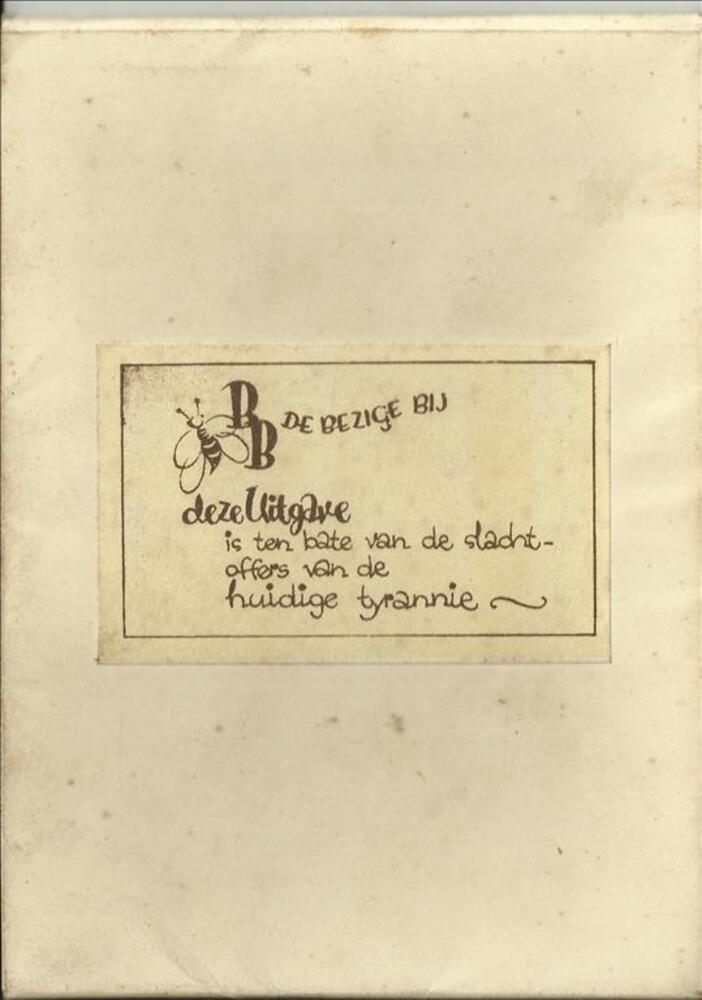 BB DE BEZIGE BIJ
deze Uitgave
is ten bate van de slacht-
offers van de
huidige tyrannie